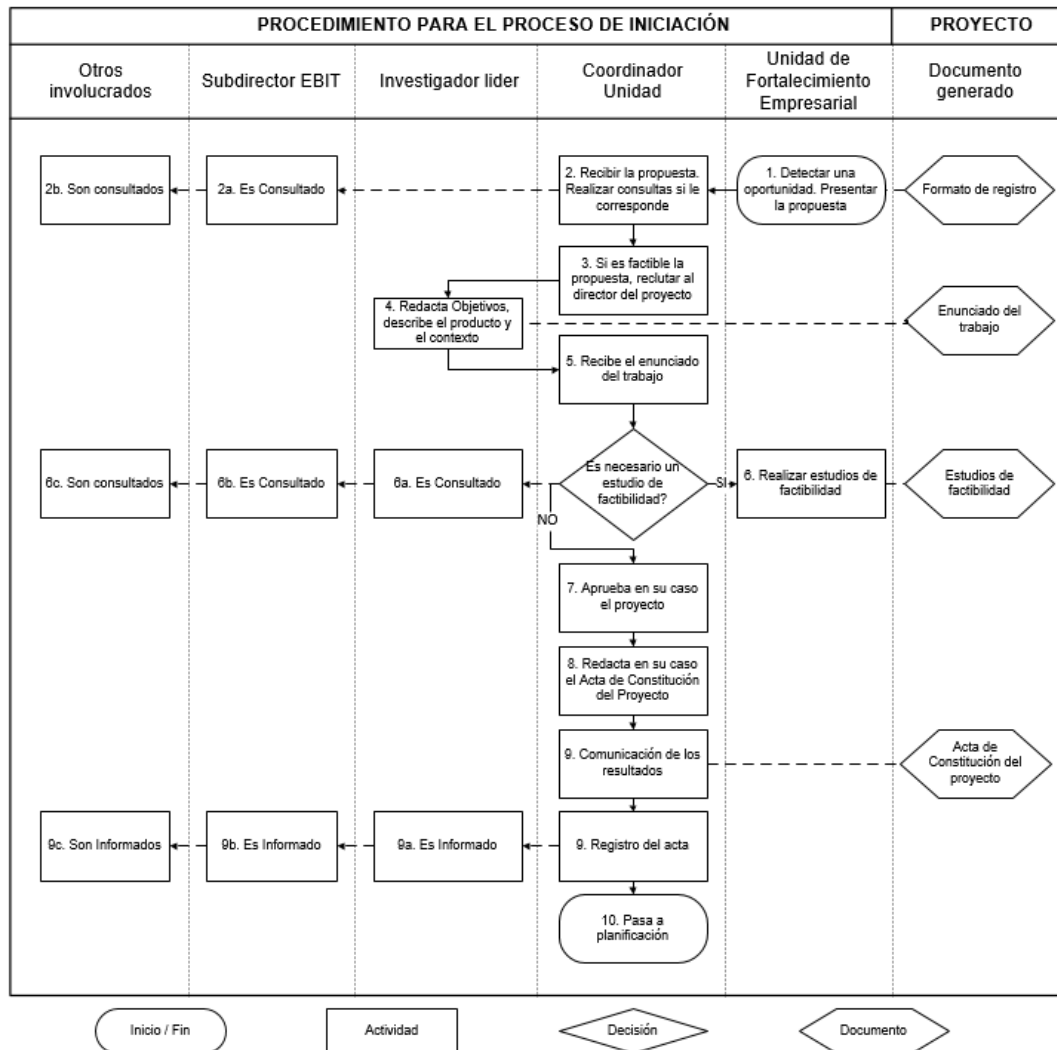 PROCEDIMIENTO PARA EL PROCESO DE INICIACIÓN
PROYECTO
Otros
involucrados
Subdirector EBIT
Investigador lider
Coordinador
Unidad
Unidad de
Fortalecimiento
Empresarial
Documento
generado
2b. Son consultados
2a. Es Consultado
2. Recibir la propuesta.
Realizar consultas si le
corresponde
1. Detectar una
oportunidad. Presentar
la propuesta
Formato de registro
3. Si es factible la
propuesta, reclutar al
director del proyecto
4. Redacta Objetivos,
describe el producto y
el contexto
Enunciado del
trabajo
5. Recibe el enunciado
del trabajo
6c. Son consultados
6b. Es Consultado
6a. Es Consultado
Es necesario un
estudio de
factibilidad?
SI
6. Realizar estudios de
factibilidad
Estudios de
factibilidad
NO
7. Aprueba en su caso
el proyecto
8. Redacta en su caso
el Acta de Constitución
del Proyecto
9. Comunicación de los
resultados
Acta de
Constitución del
proyecto
9c. Son Informados
9b. Es Informado
9a. Es Informado
9. Registro del acta
10. Pasa a
planificación
Inicio / Fin
Actividad
Decisión
Documento